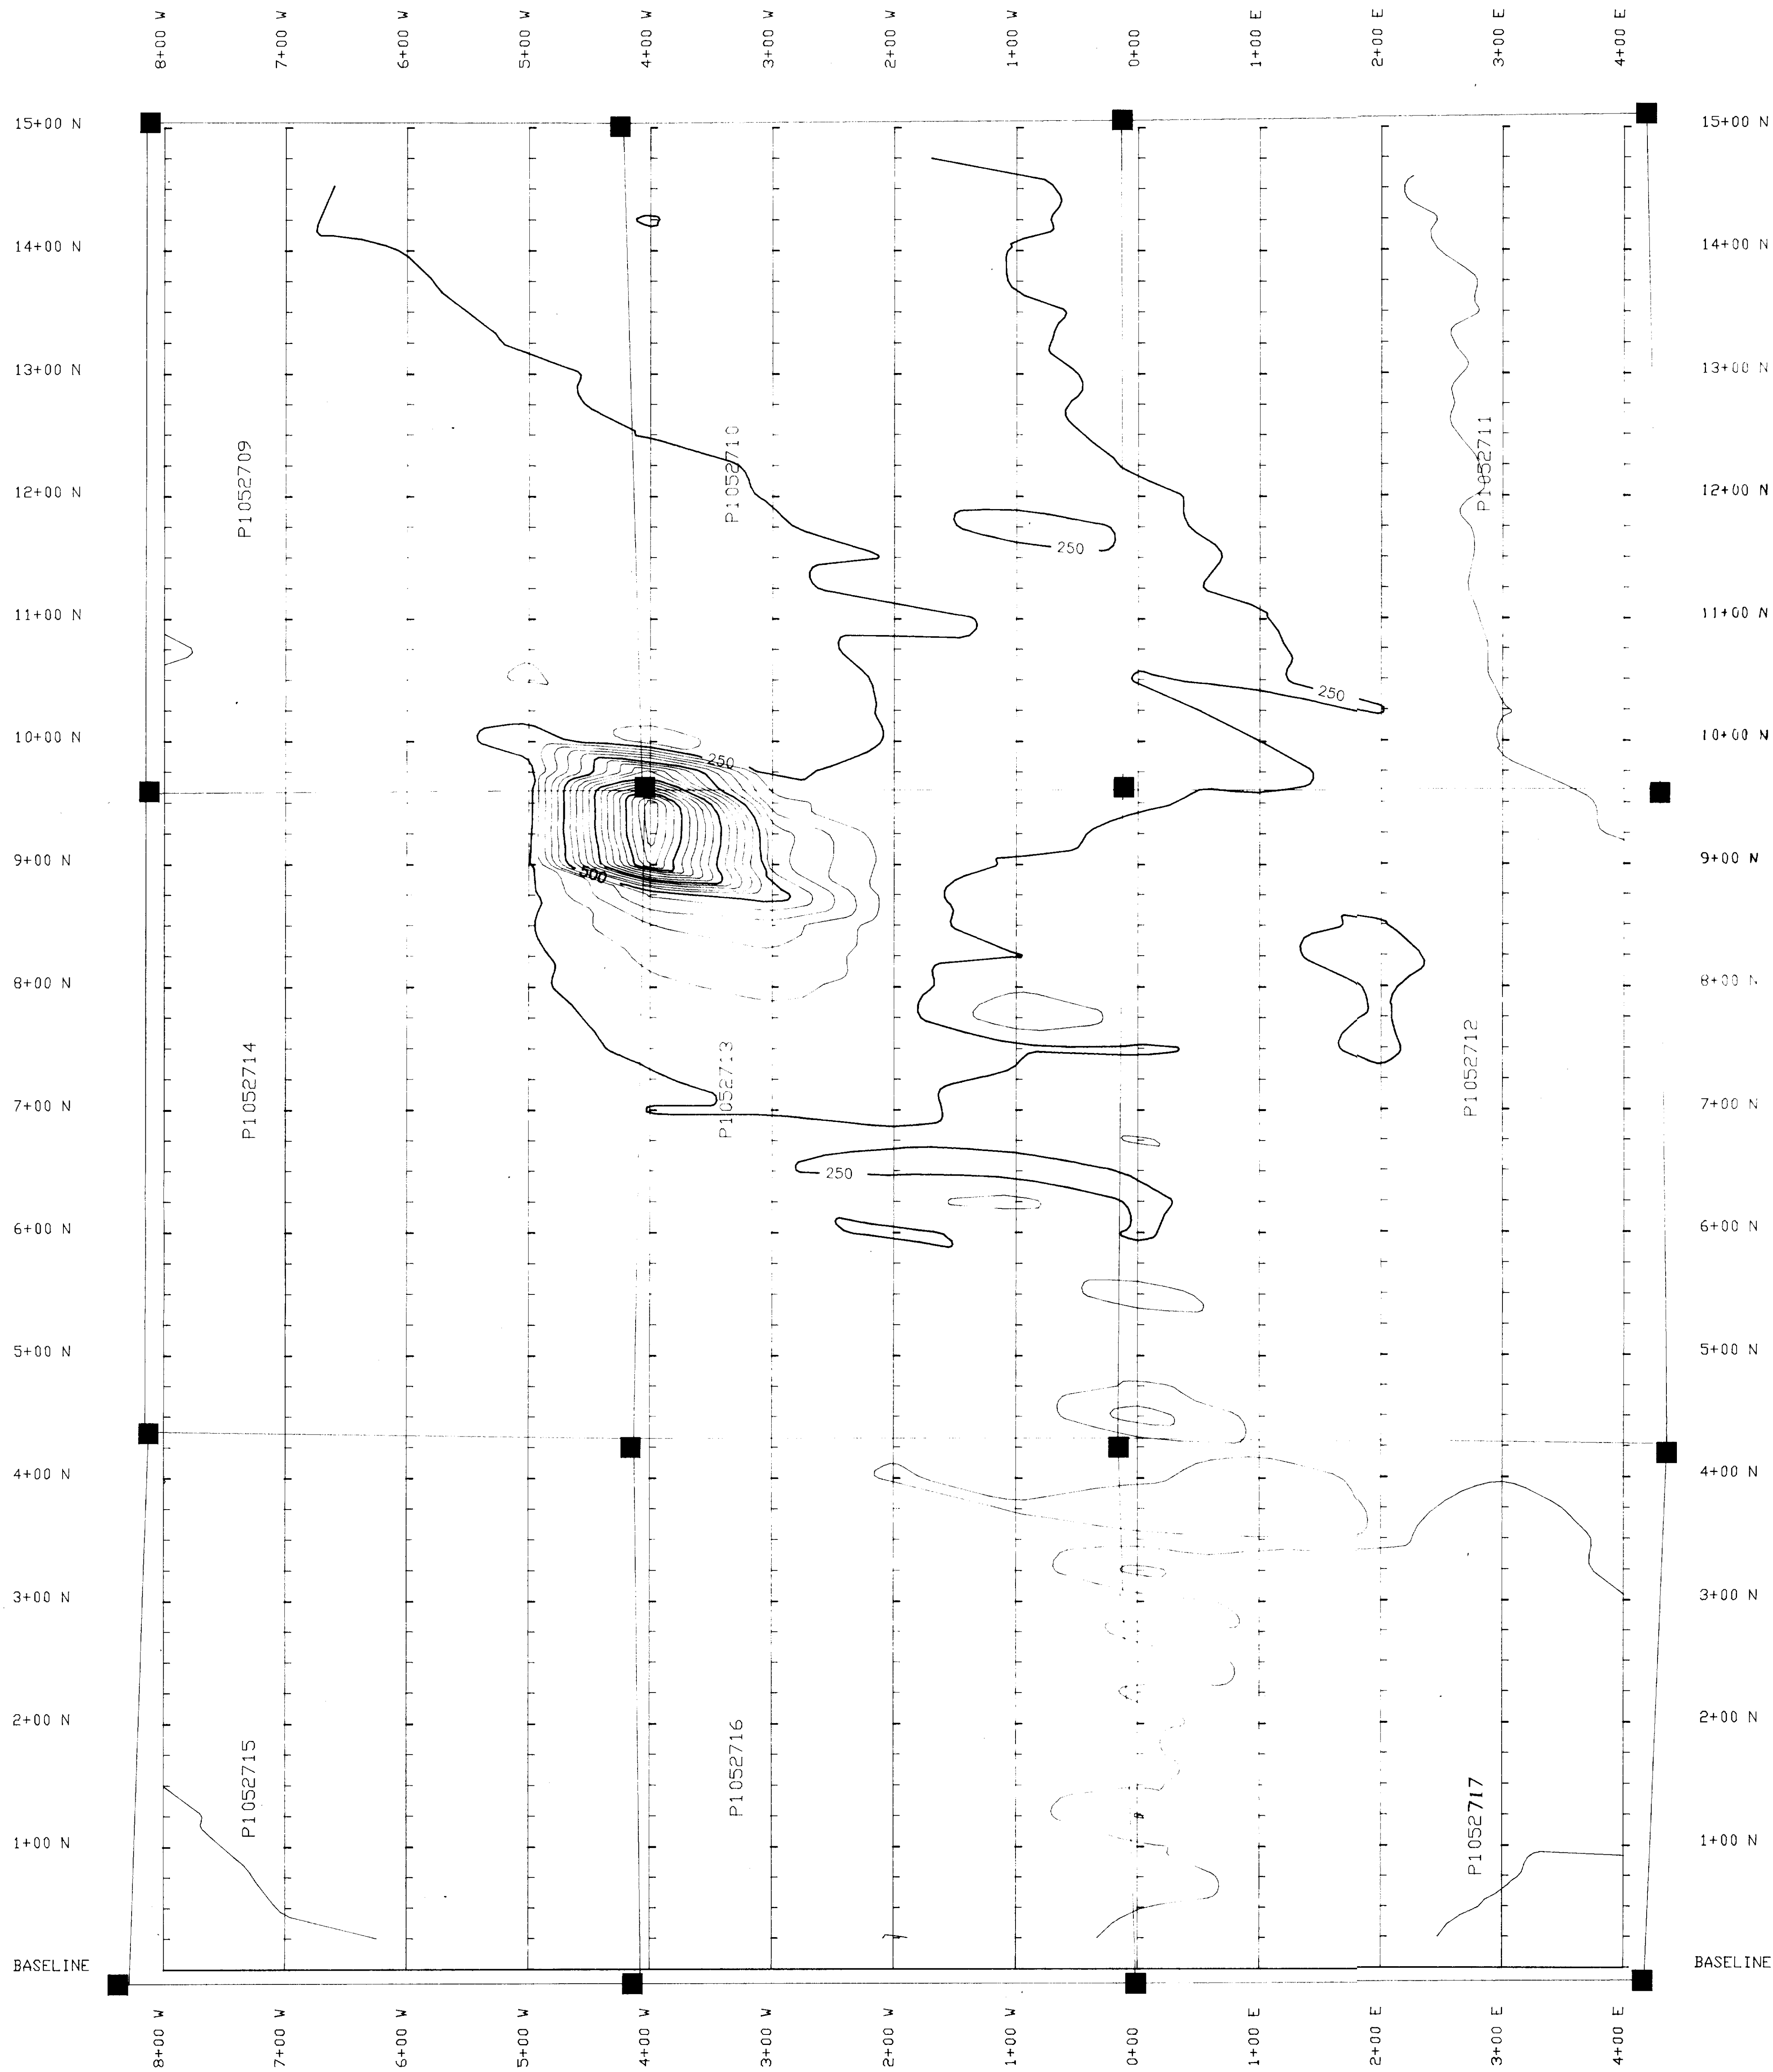 8+00 W 7+00 W 6+00 W 5+00 W 4+00 W 3+00 W 2+00 W 1+00 W 0+00 1+00 E 2+00 E 3+00 E 4+00 E
15+00 N 15+00 N
14+00 N 14+00 N
13+00 N 13+00 N
P1052709 P1052710 P1052711
12+00 N 12+00 N
250
11+00 N 11+00 N
250
10+00 N 10+00 N
250
9+00 N 9+00 N
500
8+00 N 8+00 N
P1052714 P1052713 P1052712
7+00 N 7+00 N
250
6+00 N 6+00 N
5+00 N 5+00 N
4+00 N 4+00 N
3+00 N 3+00 N
2+00 N 2+00 N
P1052715 P1052716 P1052717
1+00 N 1+00 N
BASELINE BASELINE
8+00 W 7+00 W 6+00 W 5+00 W 4+00 W 3+00 W 2+00 W 1+00 W 0+00 1+00 E 2+00 E 3+00 E 4+00 E